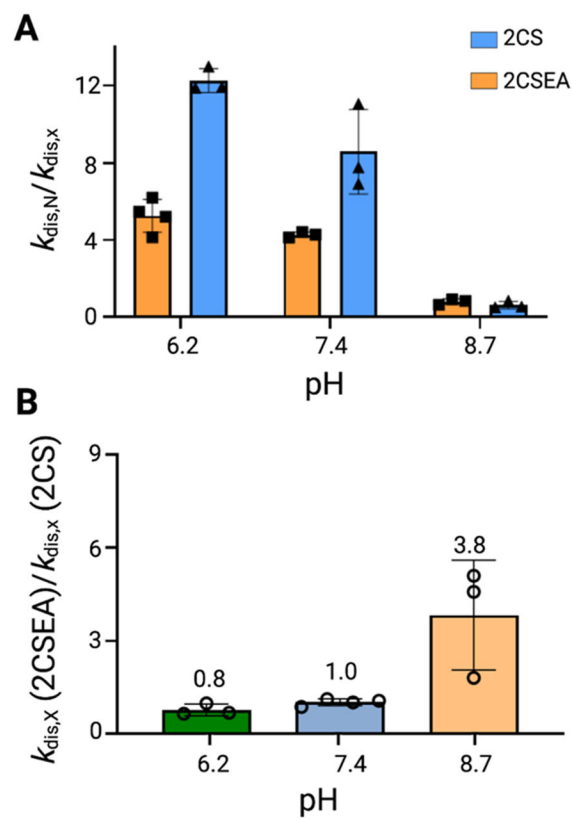 A
2CS
2CSEA
kdis,N/kdis,x
12
8
4
0
6.2
7.4
8.7
pH
B
kdis,x (2CSEA)/kdis,x (2CS)
9
6
3
0
0.8
1.0
3.8
6.2
7.4
8.7
pH